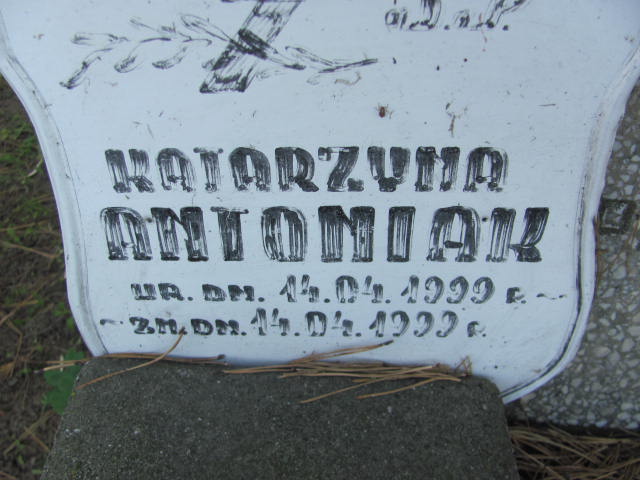 Ś.P.
KATARZYNA
ANTONIAK
UR. DN. 14.04.1999 R.
ZM. DN. 14.04.1999 R.